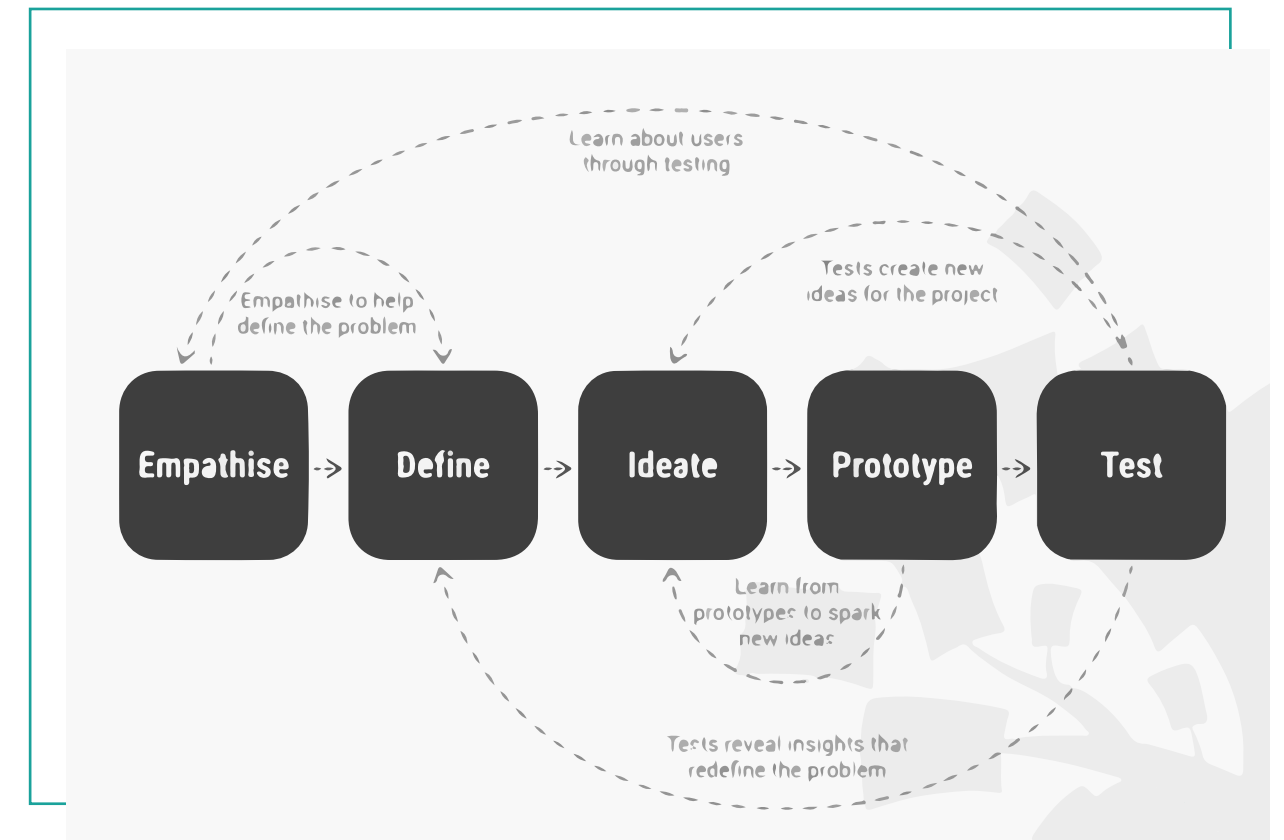 Learn about users
through testing
Tests create new
ideas for the project
Empathise to help
define the problem
Empathise
Define
Ideate
Prototype
Test
Learn from
prototypes to spark
new ideas
Tests reveal insights that
redefine the problem